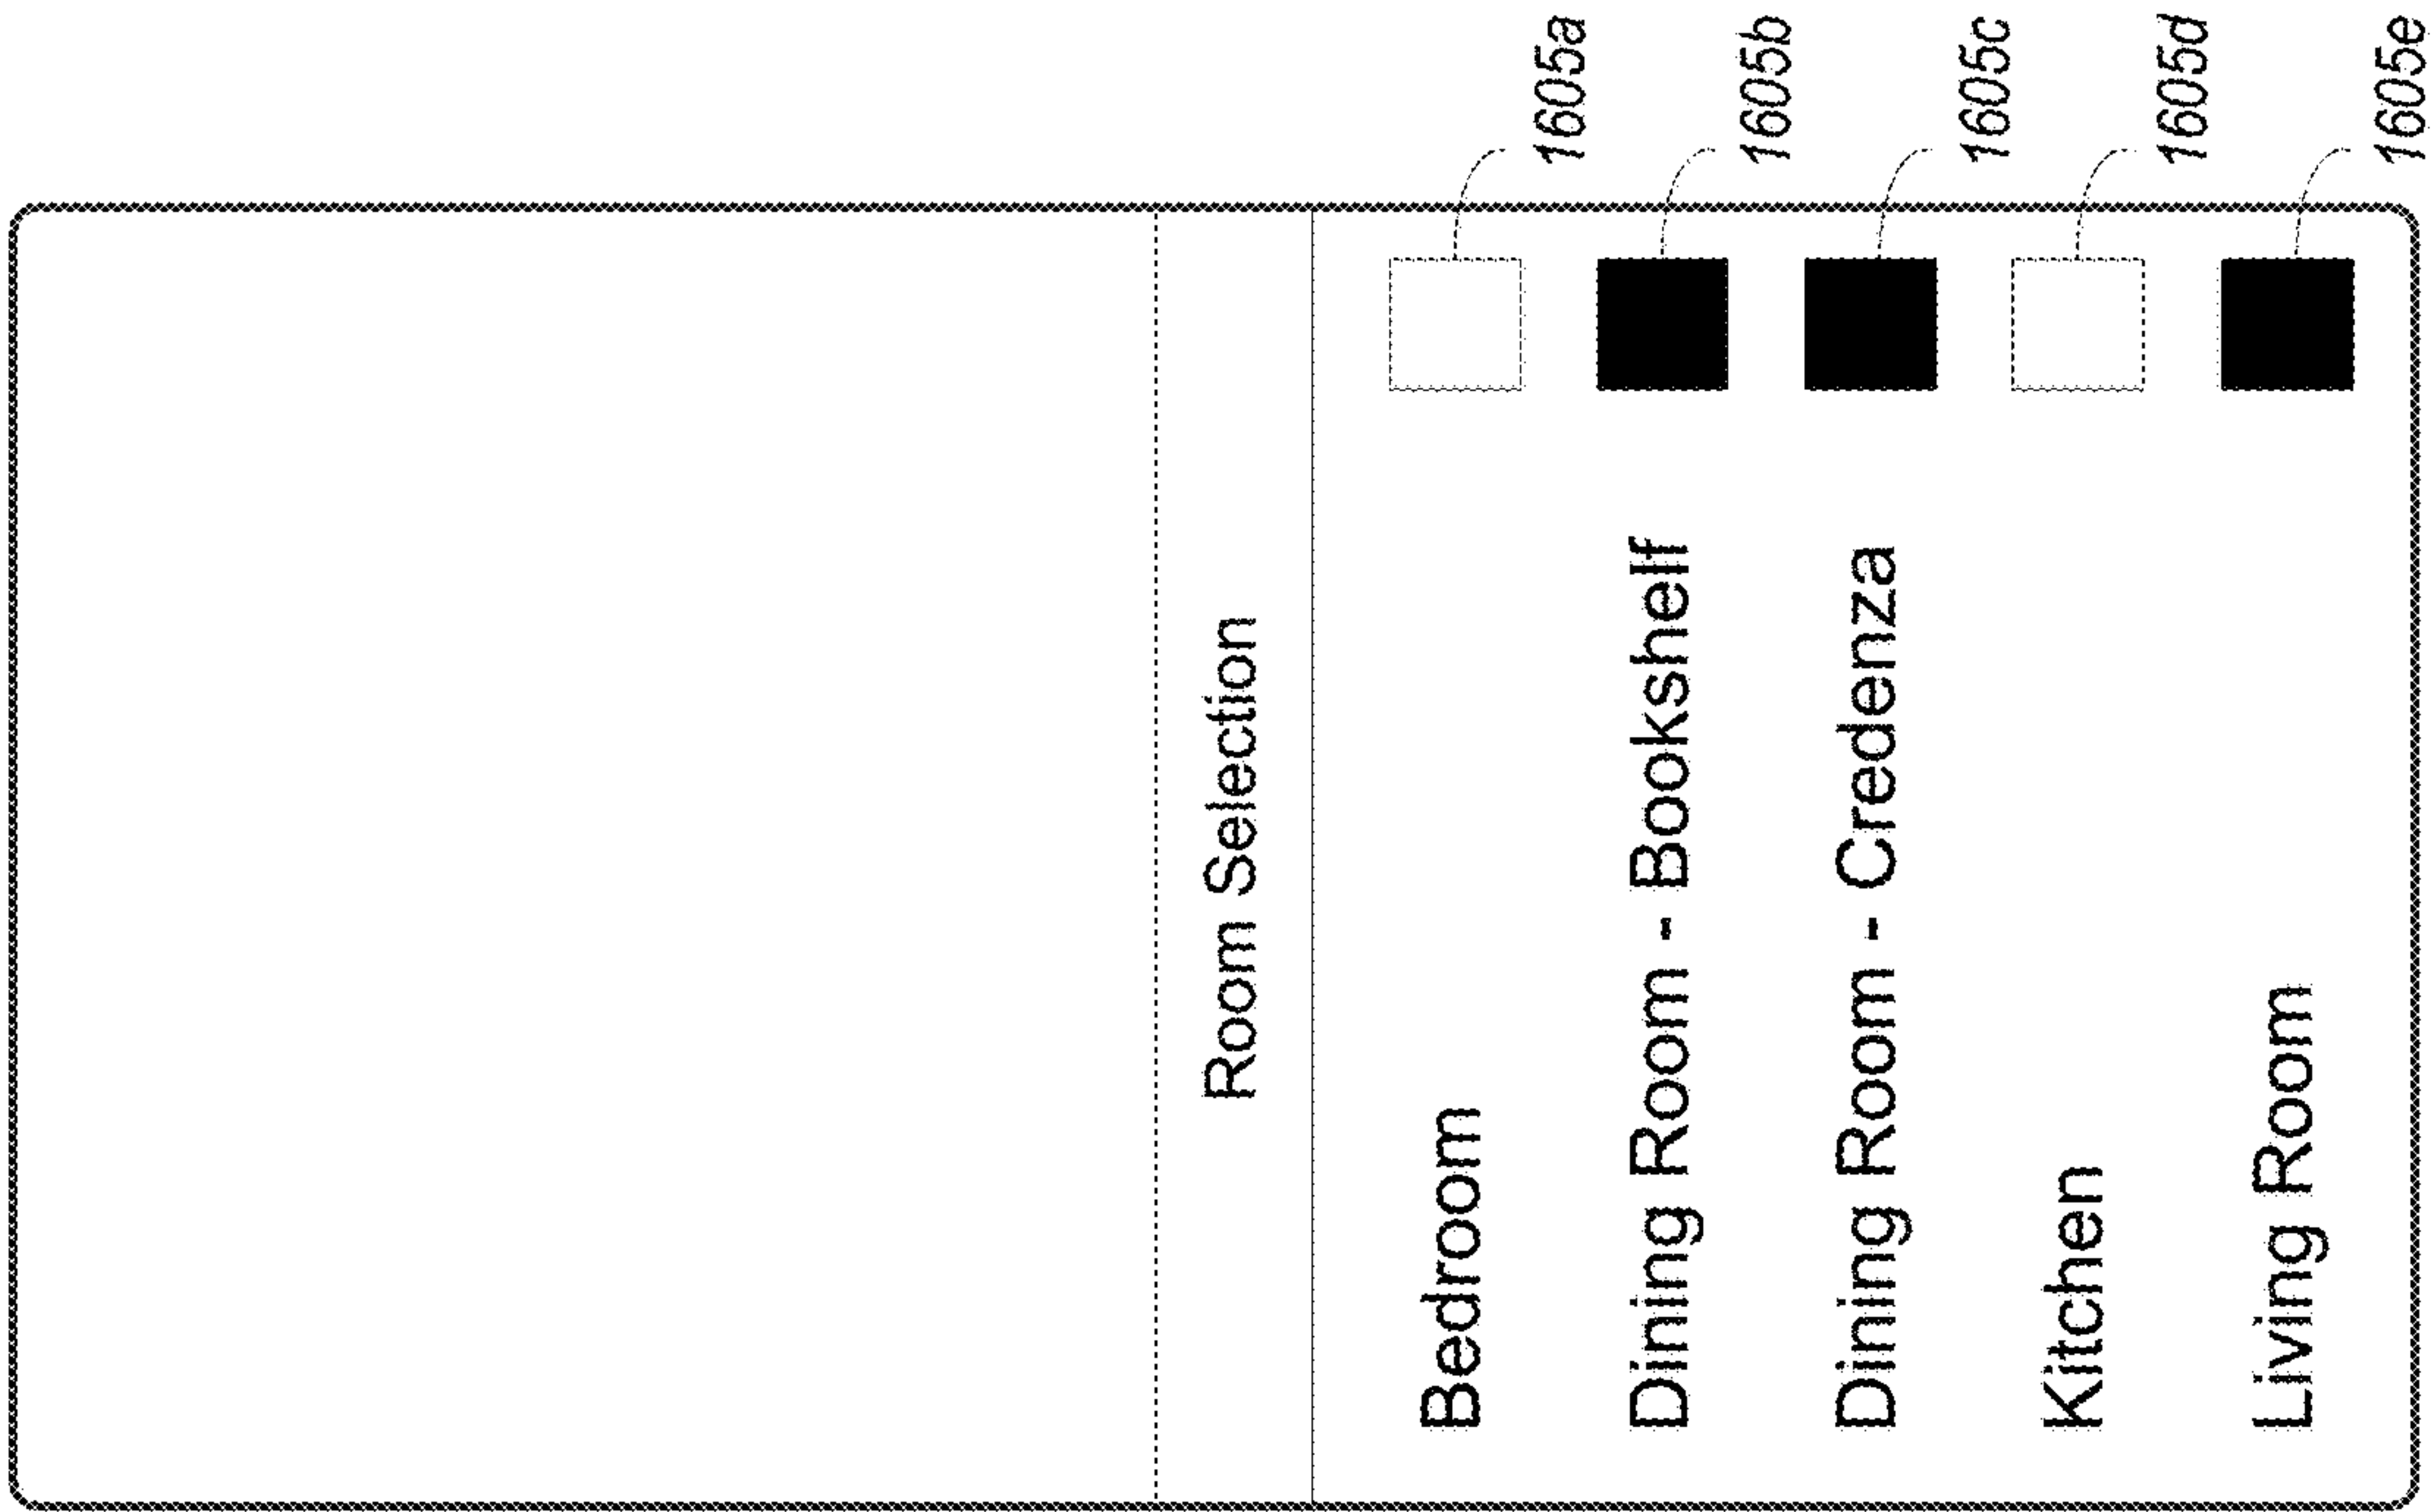 Room Selection
Bedroom 1605a
Dining Room - Bookshelf 1605b
Dining Room - Credenza 1605c
Kitchen 1605d
Living Room 1605e